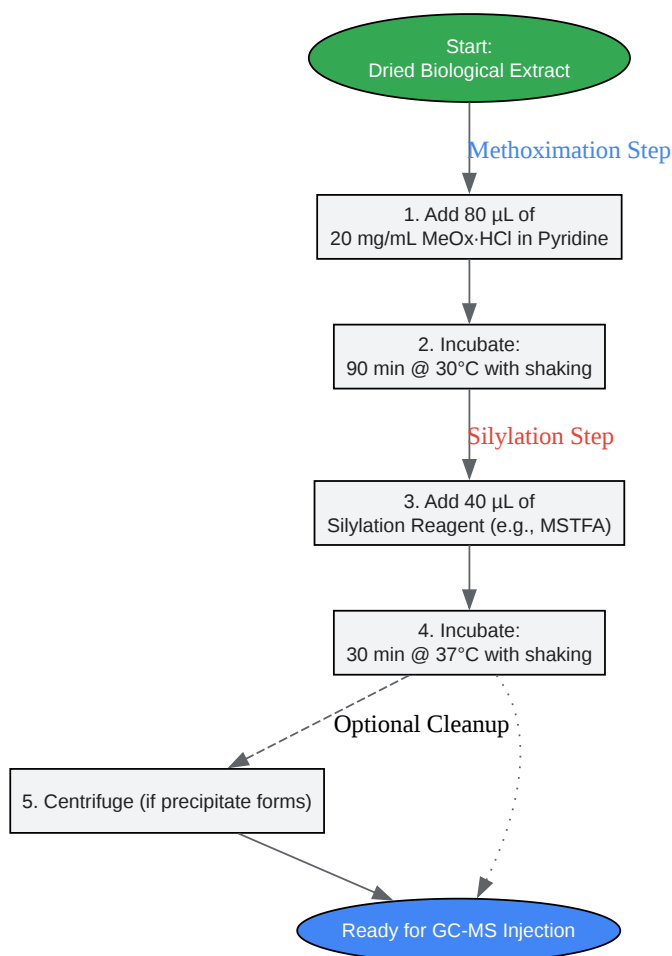 Start:
Dried Biological Extract
Methoximation Step
1. Add 80 µL of
20 mg/mL MeOx·HCl in Pyridine
2. Incubate:
90 min @ 30°C with shaking
Silylation Step
3. Add 40 µL of
Silylation Reagent (e.g., MSTFA)
4. Incubate:
30 min @ 37°C with shaking
Optional Cleanup
5. Centrifuge (if precipitate forms)
Ready for GC-MS Injection